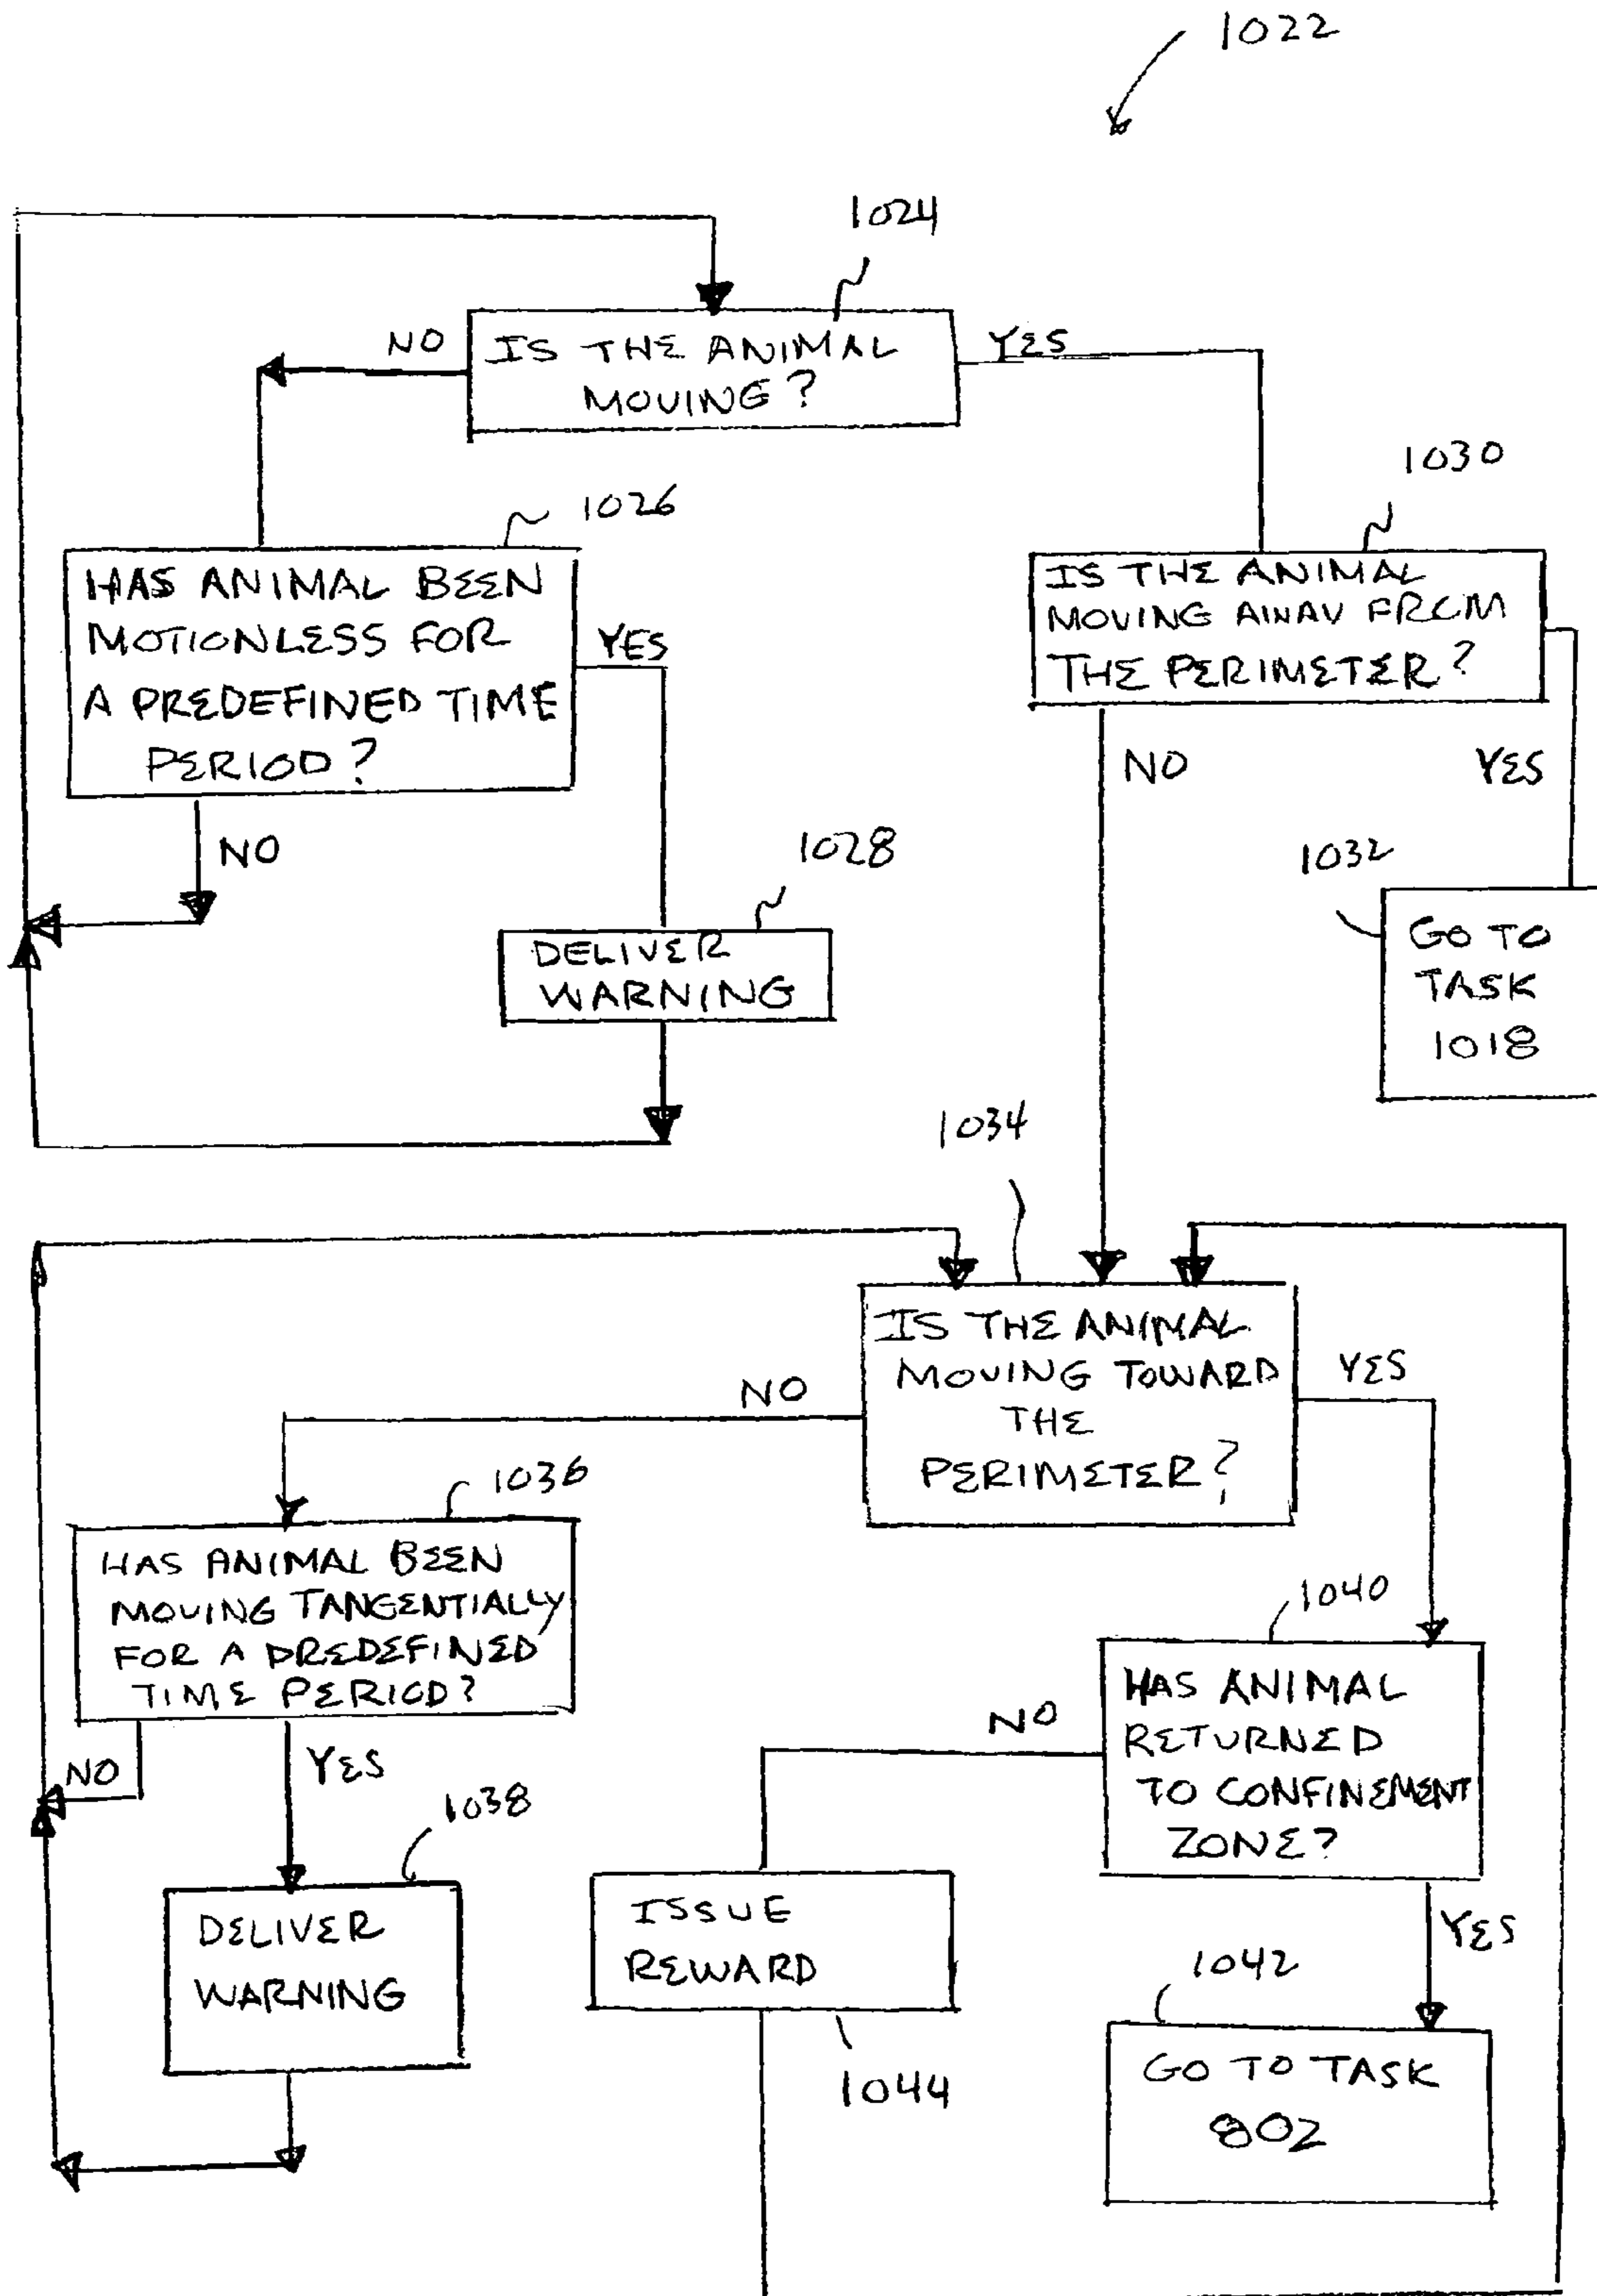 1022
1024
NO
IS THE ANIMAL
MOVING?
YES
1026
HAS ANIMAL BEEN
MOTIONLESS FOR
A PREDEFINED TIME
PERIOD?
YES
NO
1028
DELIVER
WARNING
1030
IS THE ANIMAL
MOVING AWAY FROM
THE PERIMETER?
NO
YES
1032
GO TO
TASK
1018
1034
IS THE ANIMAL
MOVING TOWARD
THE
PERIMETER?
NO
YES
1036
HAS ANIMAL BEEN
MOVING TANGENTIALLY
FOR A PREDEFINED
TIME PERIOD?
NO
YES
1038
DELIVER
WARNING
1040
HAS ANIMAL
RETURNED
TO CONFINEMENT
ZONE?
NO
YES
ISSUE
REWARD
1044
1042
GO TO TASK
802